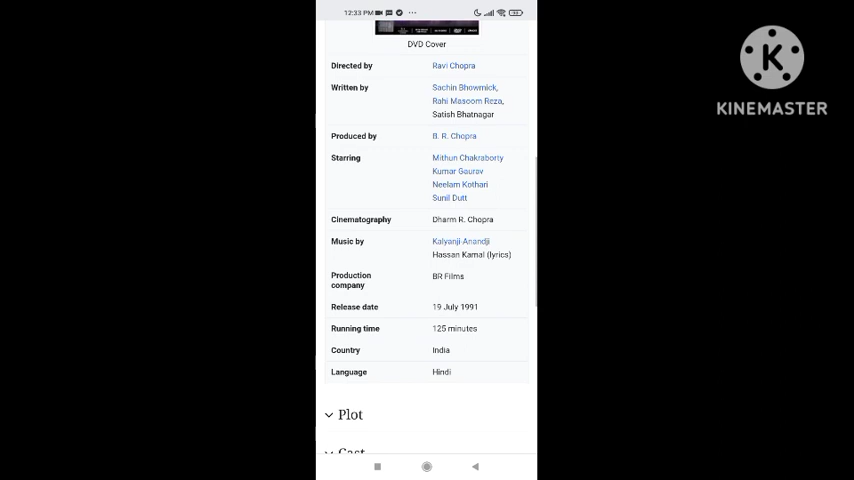 12:33 PM
KINEMASTER
DVD Cover
Directed by Ravi Chopra
Written by Sachin Bhowmick,
Rahi Masoom Reza,
Satish Bhatnagar
Produced by B. R. Chopra
Starring Mithun Chakraborty
Kumar Gaurav
Neelam Kothari
Sunil Dutt
Cinematography Dharm R. Chopra
Music by Kalyanji-Anandji
Hassan Kamal (lyrics)
Production company BR Films
Release date 19 July 1991
Running time 125 minutes
Country India
Language Hindi
Plot
Cast